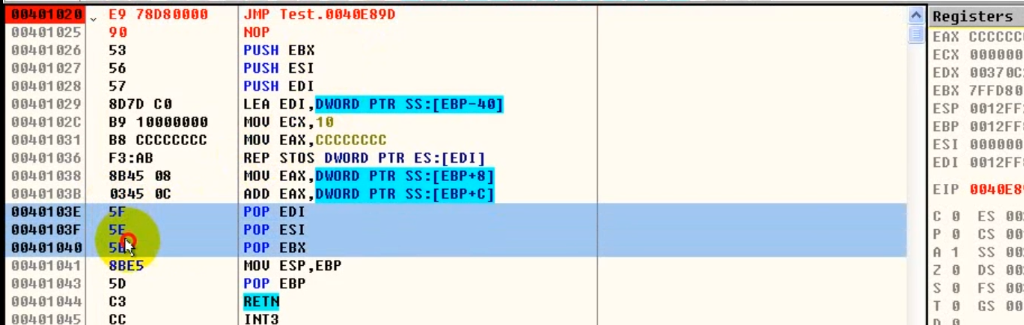 00401020 E9 78D80000 JMP Test.0040E89D
00401025 90 NOP
00401026 53 PUSH EBX
00401027 56 PUSH ESI
00401028 57 PUSH EDI
00401029 8D7D C0 LEA EDI,DWORD PTR SS:[EBP-40]
0040102C B9 10000000 MOV ECX,10
00401031 B8 CCCCCCCC MOV EAX,CCCCCCCC
00401036 F3:AB REP STOS DWORD PTR ES:[EDI]
00401038 8B45 08 MOV EAX,DWORD PTR SS:[EBP+8]
0040103B 0345 0C ADD EAX,DWORD PTR SS:[EBP+C]
0040103E 5F POP EDI
0040103F 5E POP ESI
00401040 POP EBX
00401041 8BE5 MOV ESP,EBP
00401043 5D POP EBP
00401044 C3 RETN
00401045 CC INT3
Registers
EAX CCCCCC
ECX 000000
EDX 00370C
EBX 7FFD80
ESP 0012FF
EBP 0012FF
ESI 000000
EDI 0012FF
EIP 0040E8
C 0 ES 00
P 0 CS 00
A 1 SS 00
Z 0 DS 00
S 0 FS 00
T 0 GS 00